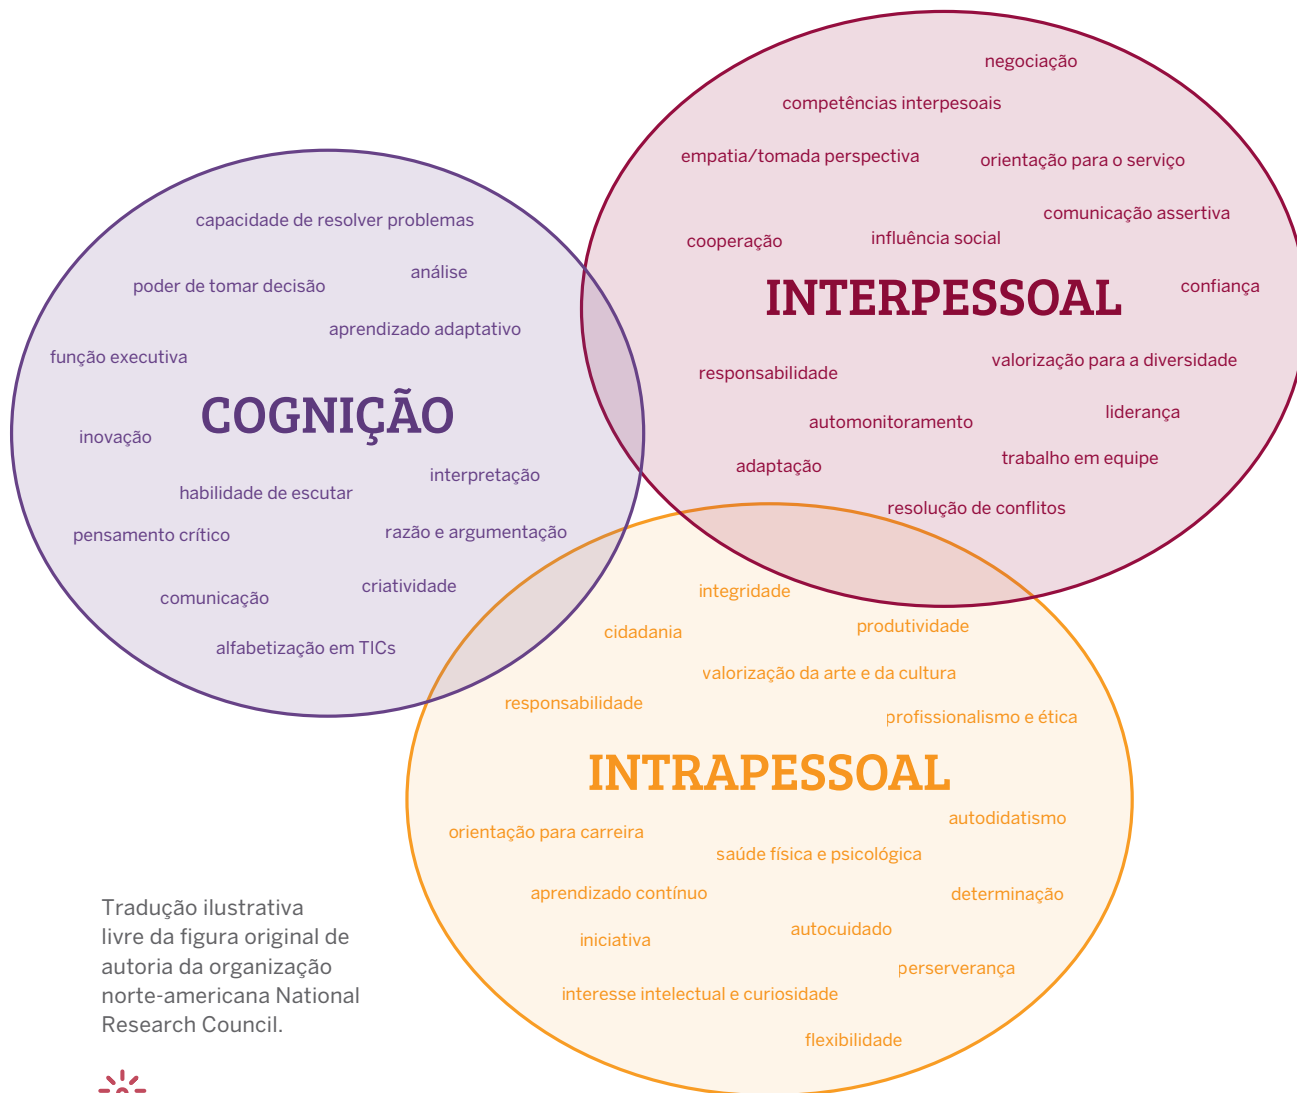 negociação
competências interpesoais
empatia/tomada perspectiva
orientação para o serviço
comunicação assertiva
cooperação
influência social
confiança
INTERPESSOAL
responsabilidade
valorização para a diversidade
automonitoramento
liderança
adaptação
trabalho em equipe
resolução de conflitos
capacidade de resolver problemas
análise
poder de tomar decisão
aprendizado adaptativo
função executiva
COGNIÇÃO
inovação
interpretação
habilidade de escutar
pensamento crítico
razão e argumentação
criatividade
comunicação
alfabetização em TICs
integridade
cidadania
produtividade
valorização da arte e da cultura
responsabilidade
profissionalismo e ética
INTRAPESSOAL
autodidatismo
orientação para carreira
saúde física e psicológica
aprendizado contínuo
determinação
autocuidado
iniciativa
perserverança
interesse intelectual e curiosidade
flexibilidade
Tradução ilustrativa
livre da figura original de
autoria da organização
norte-americana National
Research Council.